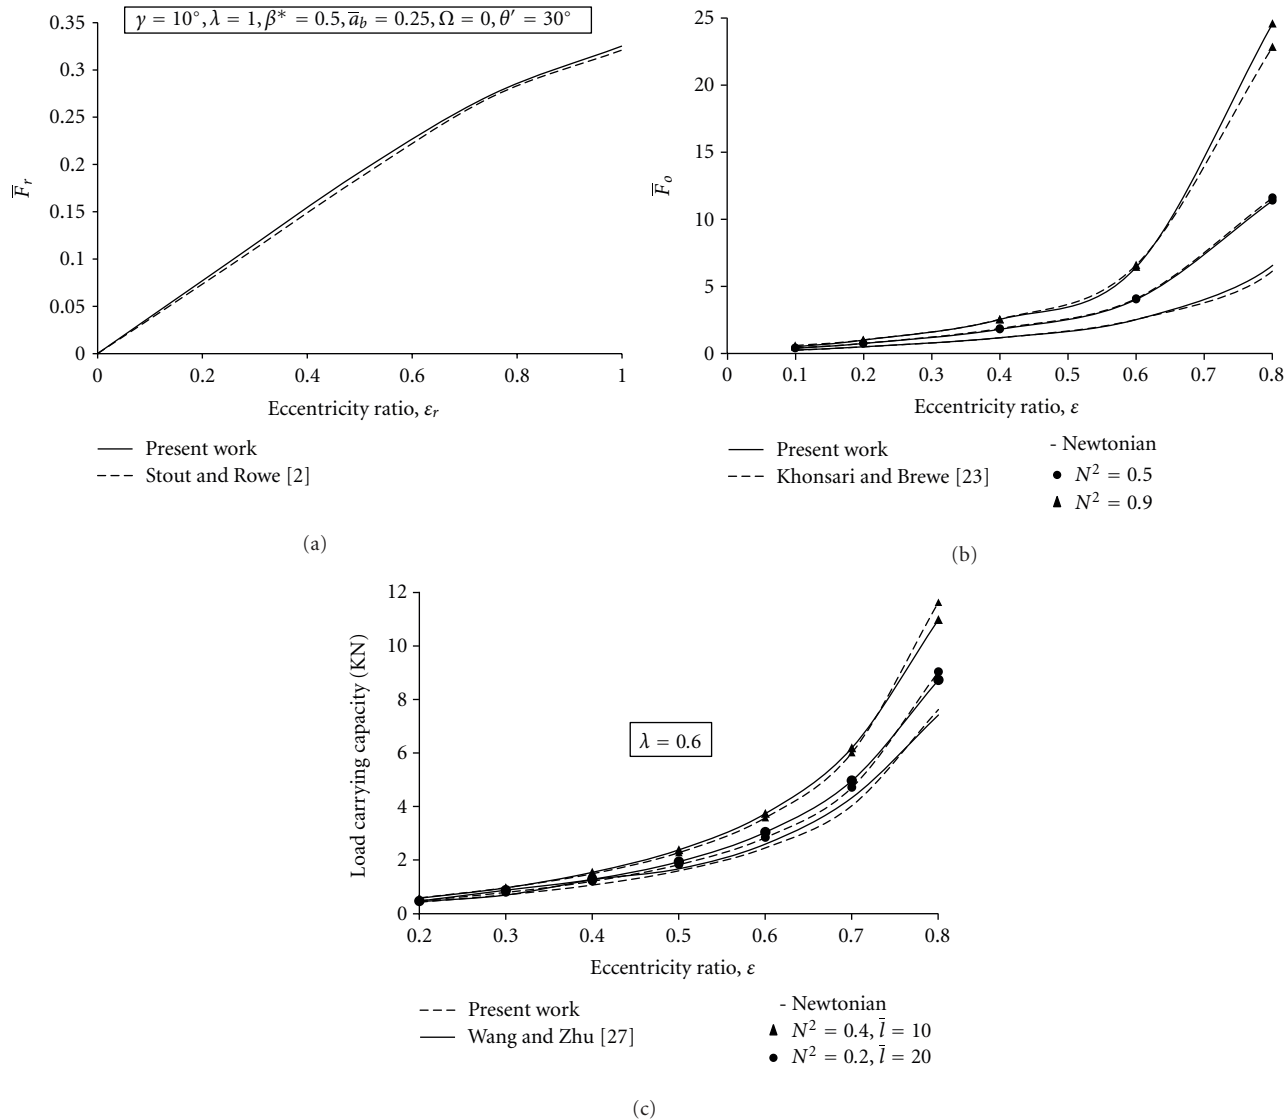 γ = 10°, λ = 1, β* = 0.5, a̅_b = 0.25, Ω = 0, θ′ = 30°
0.35
0.3
0.25
0.2
0.15
0.1
0.05
0
F̅_r
0 0.2 0.4 0.6 0.8 1
Eccentricity ratio, ε_r
Present work
Stout and Rowe [2]
(a)
25
20
15
10
5
0
F̅_o
0 0.1 0.2 0.3 0.4 0.5 0.6 0.7 0.8
Eccentricity ratio, ε
Present work
Khonsari and Brewe [23]
- Newtonian
N² = 0.5
N² = 0.9
(b)
12
10
8
6
4
2
0
Load carrying capacity (KN)
λ = 0.6
0.2 0.3 0.4 0.5 0.6 0.7 0.8
Eccentricity ratio, ε
Present work
Wang and Zhu [27]
- Newtonian
N² = 0.4, l̅ = 10
N² = 0.2, l̅ = 20
(c)